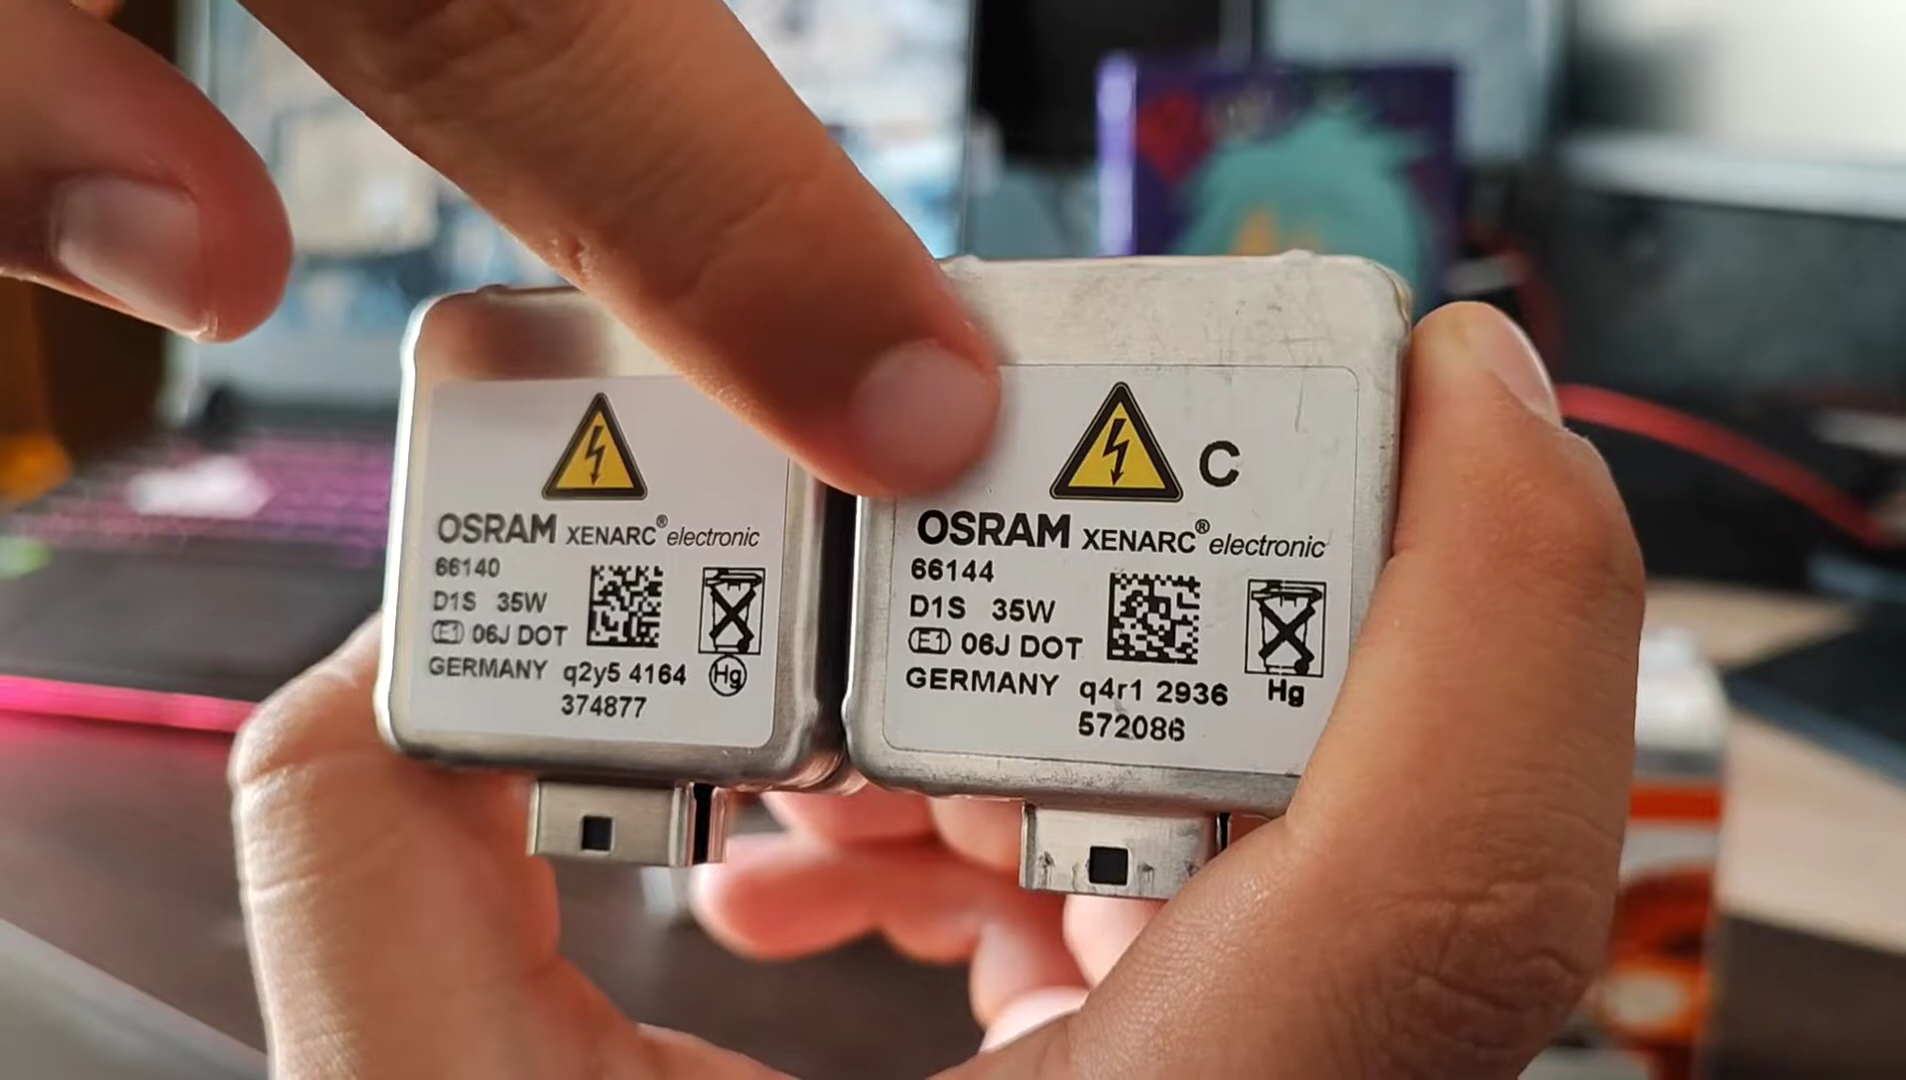 OSRAM XENARC® electronic
66140
D1S 35W
E1 06J DOT
GERMANY q2y5 4164
374877
Hg
C
OSRAM XENARC® electronic
66144
D1S 35W
E1 06J DOT
GERMANY q4r1 2936
572086
Hg